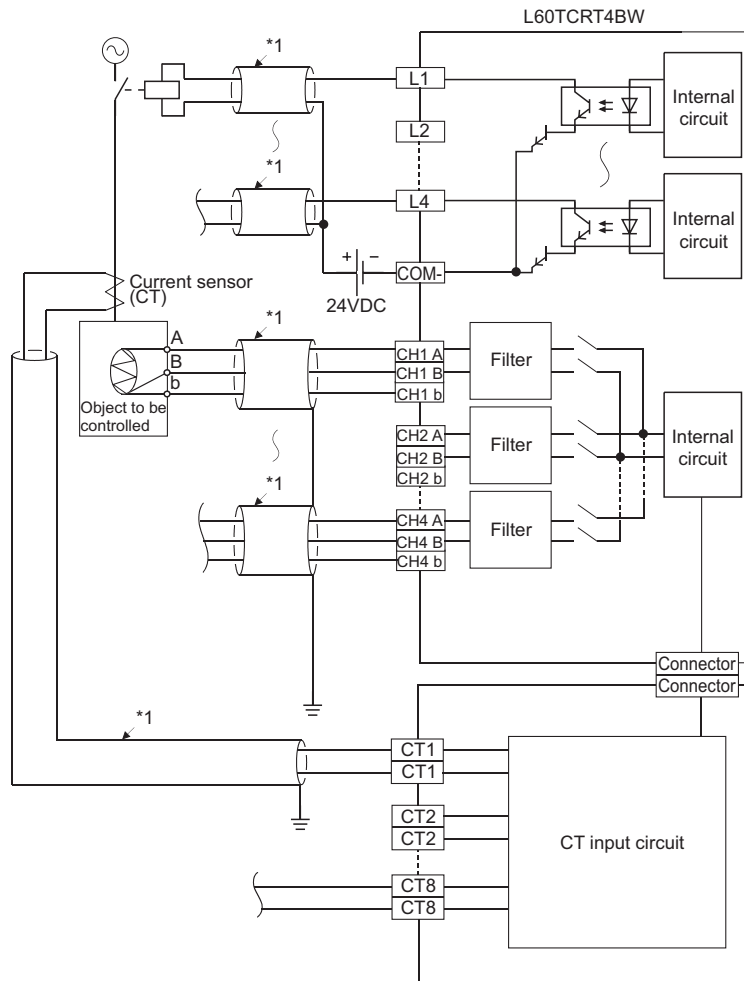 L60TCRT4BW
*1
L1
Internal
circuit
L2
*1
L4
Internal
circuit
+
−
COM-
24VDC
Current sensor
(CT)
*1
A
B
b
Object to be
controlled
CH1 A
CH1 B
CH1 b
Filter
CH2 A
CH2 B
CH2 b
Filter
Internal
circuit
*1
CH4 A
CH4 B
CH4 b
Filter
Connector
Connector
*1
CT1
CT1
CT2
CT2
CT input circuit
CT8
CT8